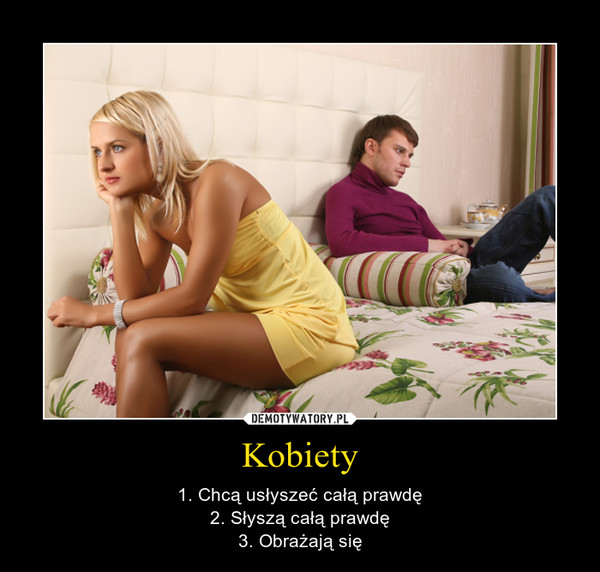 DEMOTYWATORY.PL
Kobiety
1. Chcą usłyszeć całą prawdę
2. Słyszą całą prawdę
3. Obrażają się